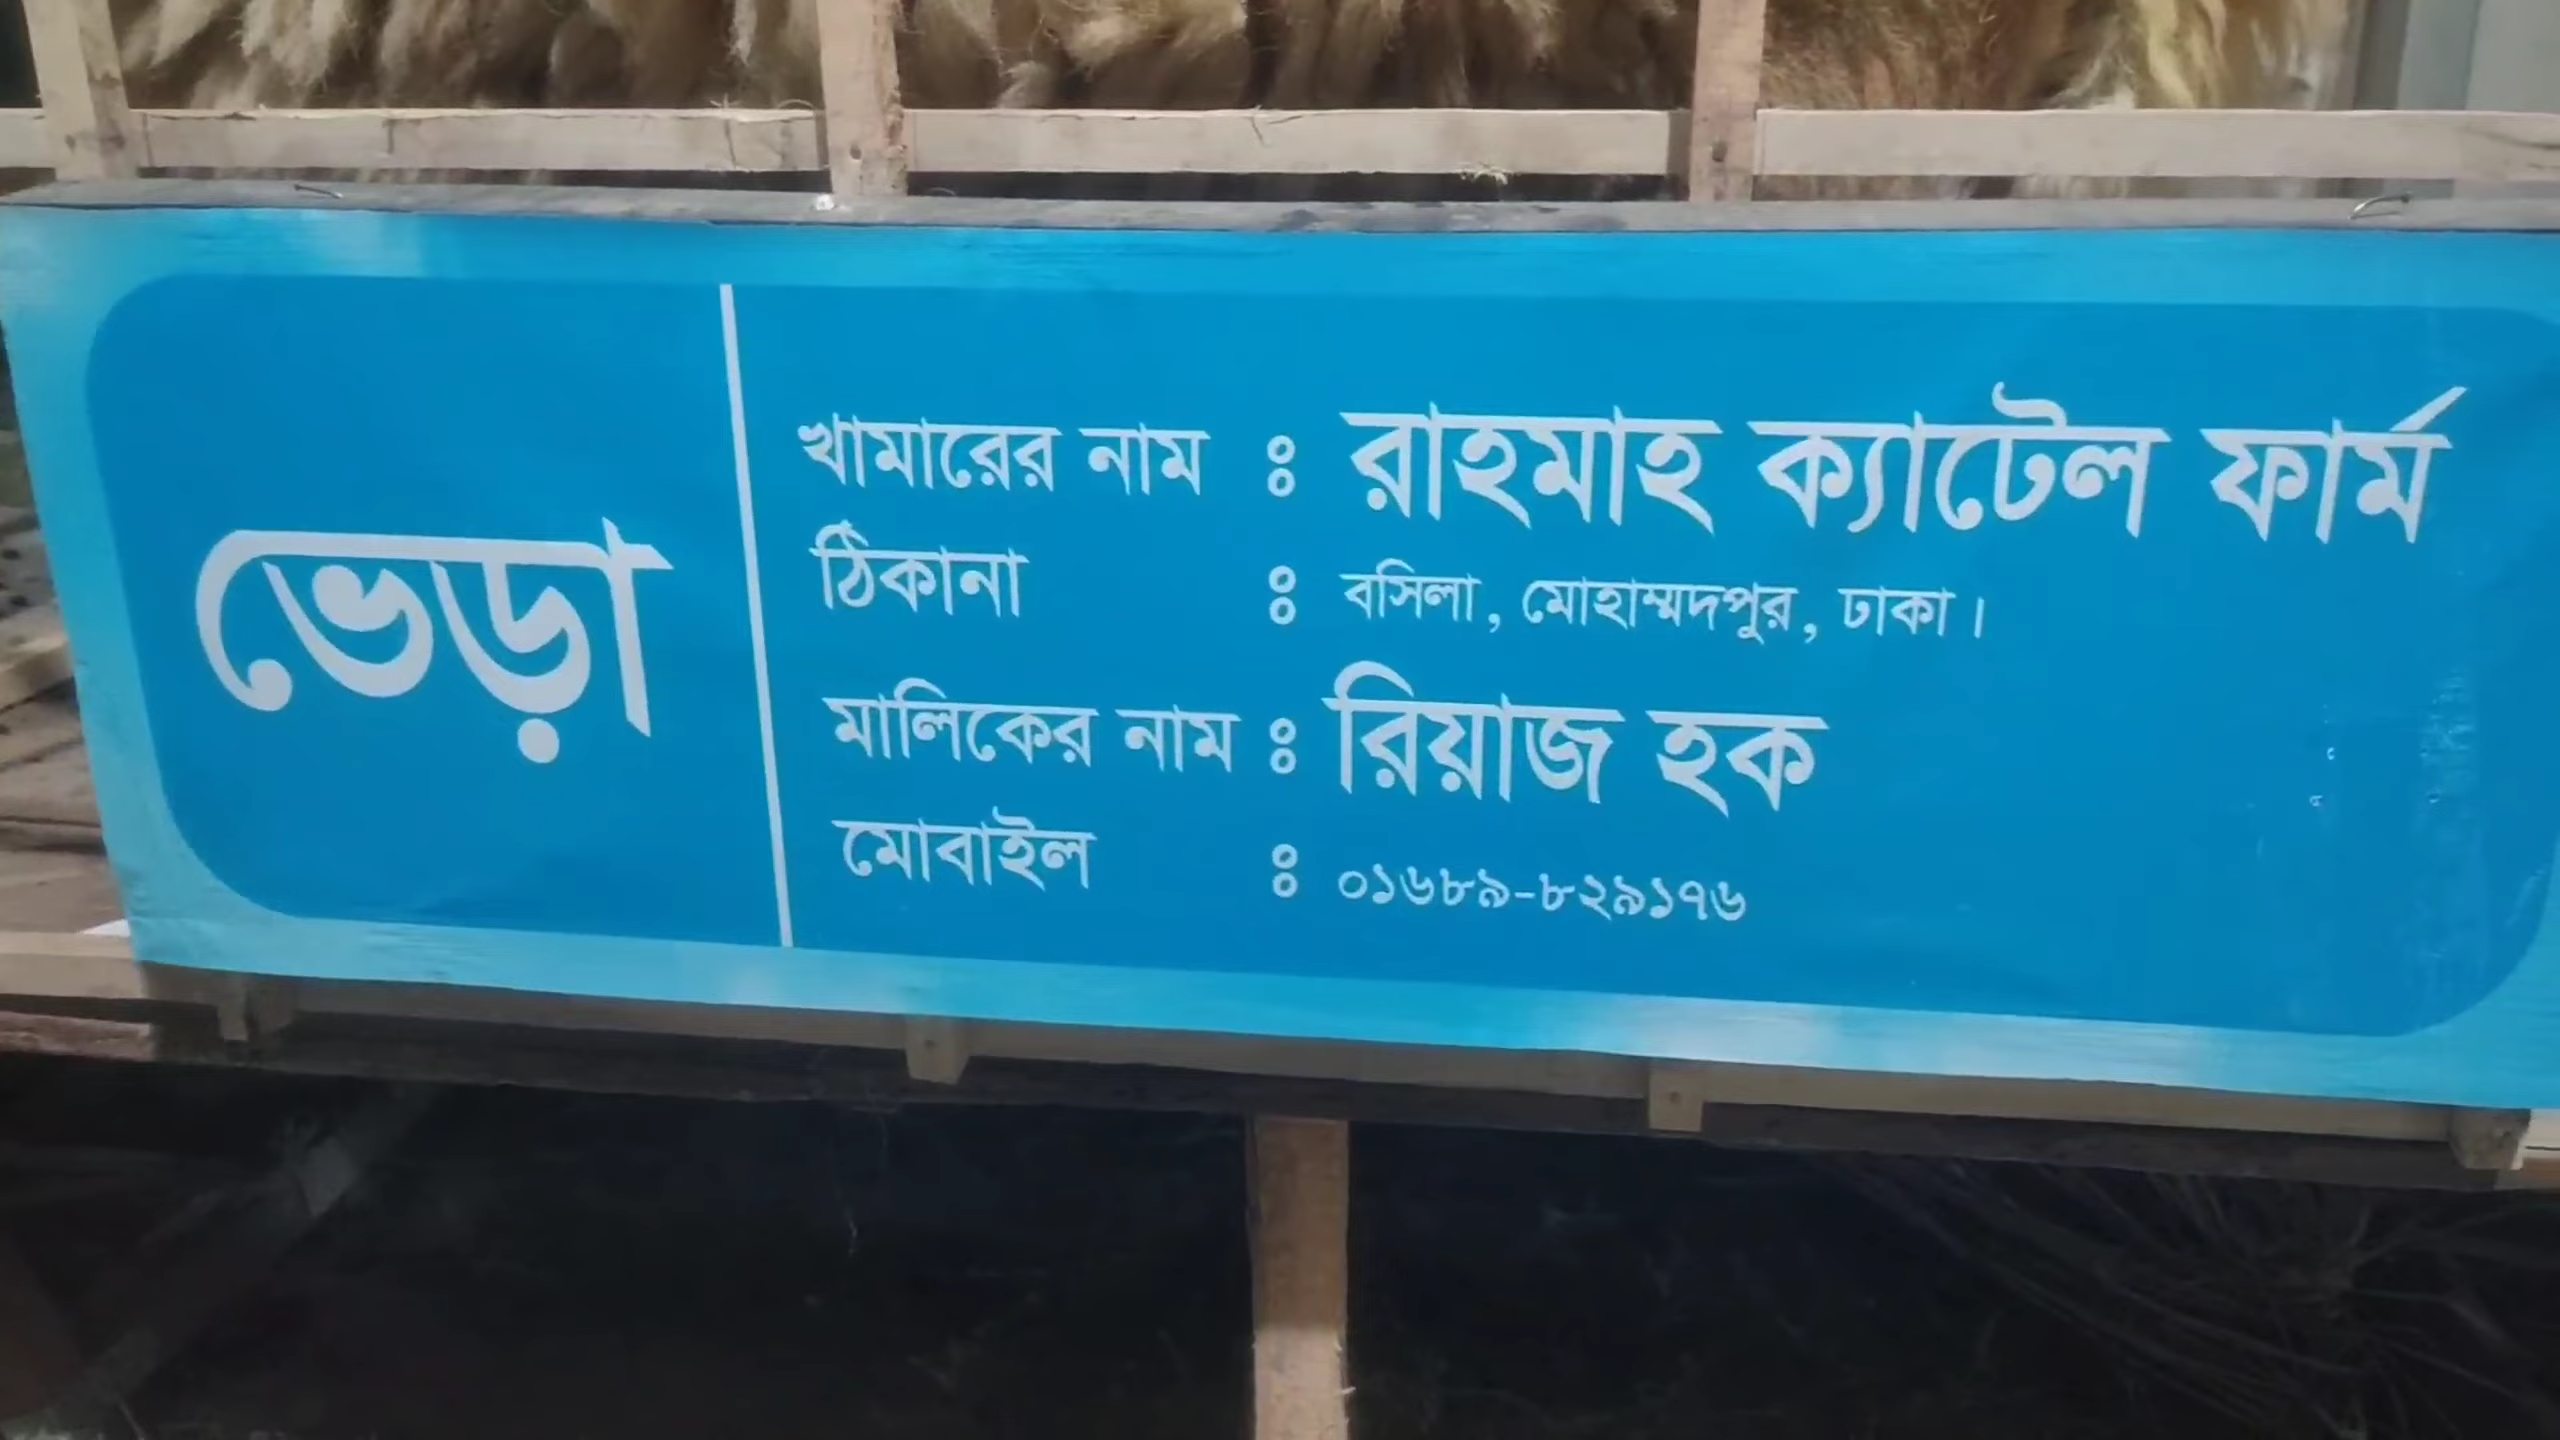 ভেড়া
খামারের নাম : রাহমাহ ক্যাটেল ফার্ম
ঠিকানা : বসিলা, মোহাম্মদপুর, ঢাকা।
মালিকের নাম : রিয়াজ হক
মোবাইল : ০১৬৮৯-৮২৯১৭৬